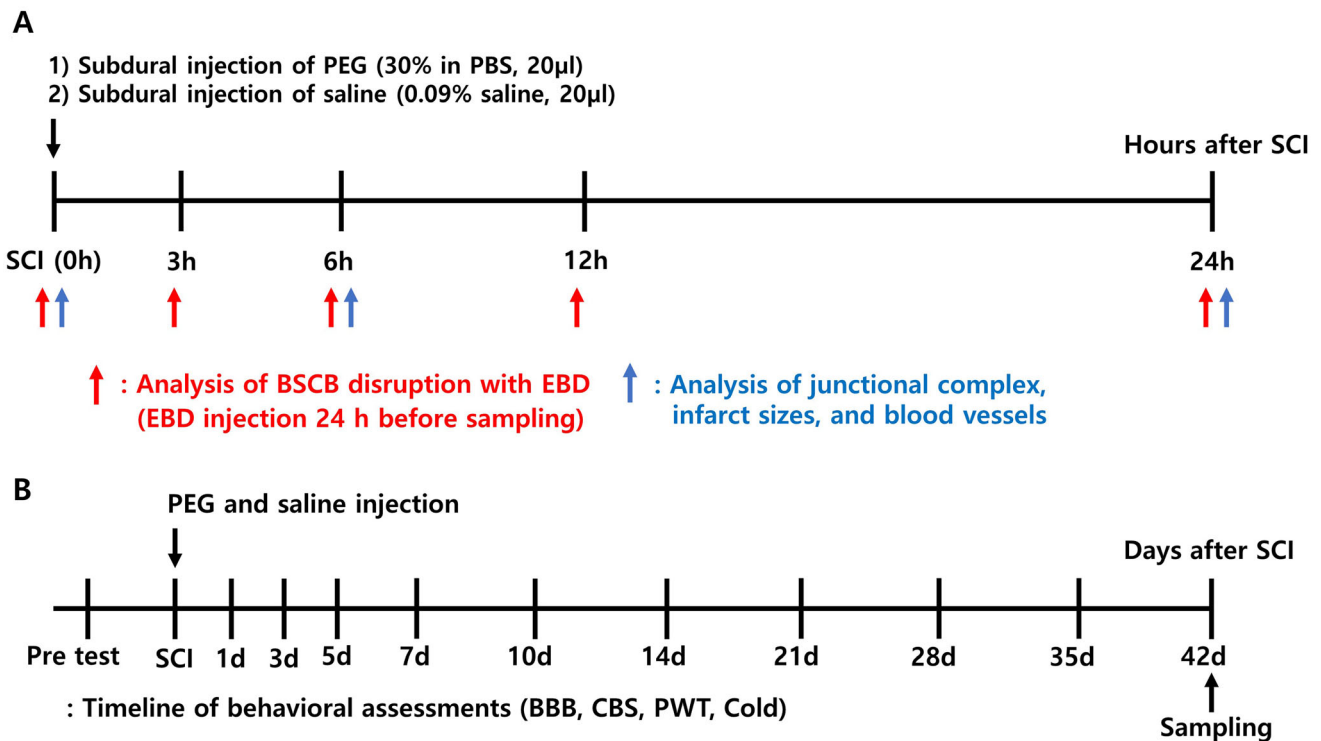 A
1) Subdural injection of PEG (30% in PBS, 20µl)
2) Subdural injection of saline (0.09% saline, 20µl)
Hours after SCI
SCI (0h)
3h
6h
12h
24h
: Analysis of BSCB disruption with EBD
(EBD injection 24 h before sampling)
: Analysis of junctional complex,
infarct sizes, and blood vessels
B
PEG and saline injection
Days after SCI
Pre test
SCI
1d
3d
5d
7d
10d
14d
21d
28d
35d
42d
: Timeline of behavioral assessments (BBB, CBS, PWT, Cold)
Sampling